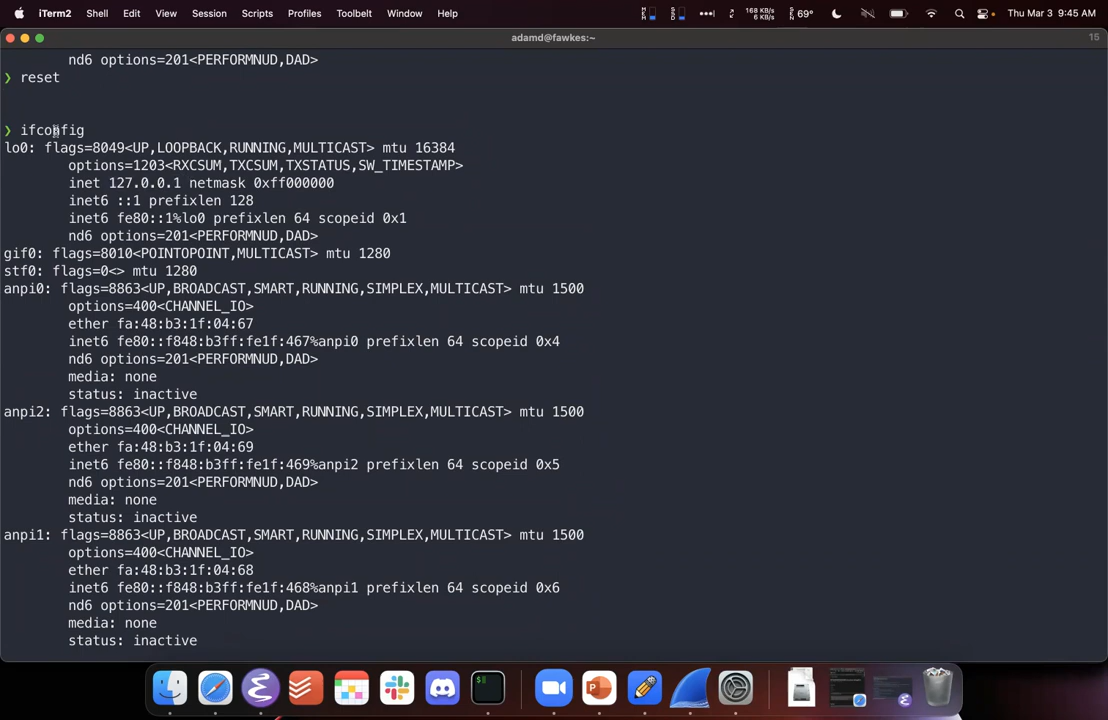 iTerm2 Shell Edit View Session Scripts Profiles Toolbelt Window Help 168 KB/s 6 KB/s 69° Thu Mar 3 9:45 AM
adamd@fawkes:~ 15
nd6 options=201<PERFORMNUD,DAD>
❯ reset
❯ ifconfig
lo0: flags=8049<UP,LOOPBACK,RUNNING,MULTICAST> mtu 16384
options=1203<RXCSUM,TXCSUM,TXSTATUS,SW_TIMESTAMP>
inet 127.0.0.1 netmask 0xff000000
inet6 ::1 prefixlen 128
inet6 fe80::1%lo0 prefixlen 64 scopeid 0x1
nd6 options=201<PERFORMNUD,DAD>
gif0: flags=8010<POINTOPOINT,MULTICAST> mtu 1280
stf0: flags=0<> mtu 1280
anpi0: flags=8863<UP,BROADCAST,SMART,RUNNING,SIMPLEX,MULTICAST> mtu 1500
options=400<CHANNEL_IO>
ether fa:48:b3:1f:04:67
inet6 fe80::f848:b3ff:fe1f:467%anpi0 prefixlen 64 scopeid 0x4
nd6 options=201<PERFORMNUD,DAD>
media: none
status: inactive
anpi2: flags=8863<UP,BROADCAST,SMART,RUNNING,SIMPLEX,MULTICAST> mtu 1500
options=400<CHANNEL_IO>
ether fa:48:b3:1f:04:69
inet6 fe80::f848:b3ff:fe1f:469%anpi2 prefixlen 64 scopeid 0x5
nd6 options=201<PERFORMNUD,DAD>
media: none
status: inactive
anpi1: flags=8863<UP,BROADCAST,SMART,RUNNING,SIMPLEX,MULTICAST> mtu 1500
options=400<CHANNEL_IO>
ether fa:48:b3:1f:04:68
inet6 fe80::f848:b3ff:fe1f:468%anpi1 prefixlen 64 scopeid 0x6
nd6 options=201<PERFORMNUD,DAD>
media: none
status: inactive